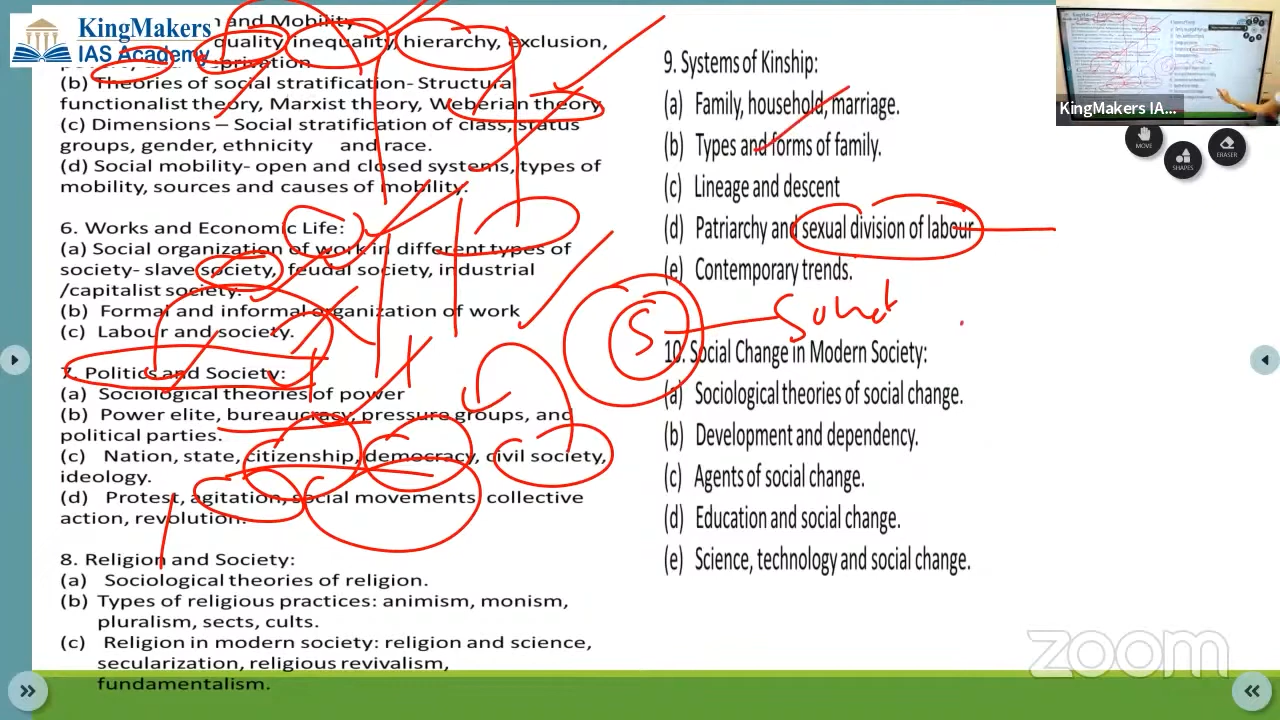 KingMakers
IAS Academy
and Mobility
quality, inequality, hierarchy, exclusion,
(b) Theories of social stratification- Structural
functionalist theory, Marxist theory, Weberian theory
(c) Dimensions – Social stratification of class, status
groups, gender, ethnicity and race.
(d) Social mobility- open and closed systems, types of
mobility, sources and causes of mobility.
6. Works and Economic Life:
(a) Social organization of work in different types of
society- slave society, feudal society, industrial
/capitalist society.
(b) Formal and informal organization of work
(c) Labour and society.
7. Politics and Society:
(a) Sociological theories of power
(b) Power elite, bureaucracy, pressure groups, and
political parties.
(c) Nation, state, citizenship, democracy, civil society,
ideology.
(d) Protest, agitation, social movements, collective
action, revolution.
8. Religion and Society:
(a) Sociological theories of religion.
(b) Types of religious practices: animism, monism,
pluralism, sects, cults.
(c) Religion in modern society: religion and science,
secularization, religious revivalism,
fundamentalism.
9. Systems of Kinship:
(a) Family, household, marriage.
(b) Types and forms of family.
(c) Lineage and descent
(d) Patriarchy and sexual division of labour
(e) Contemporary trends.
S
10. Social Change in Modern Society:
(a) Sociological theories of social change.
(b) Development and dependency.
(c) Agents of social change.
(d) Education and social change.
(e) Science, technology and social change.
KingMakers IA...
MOVE
SHAPES
ERASER
zoom